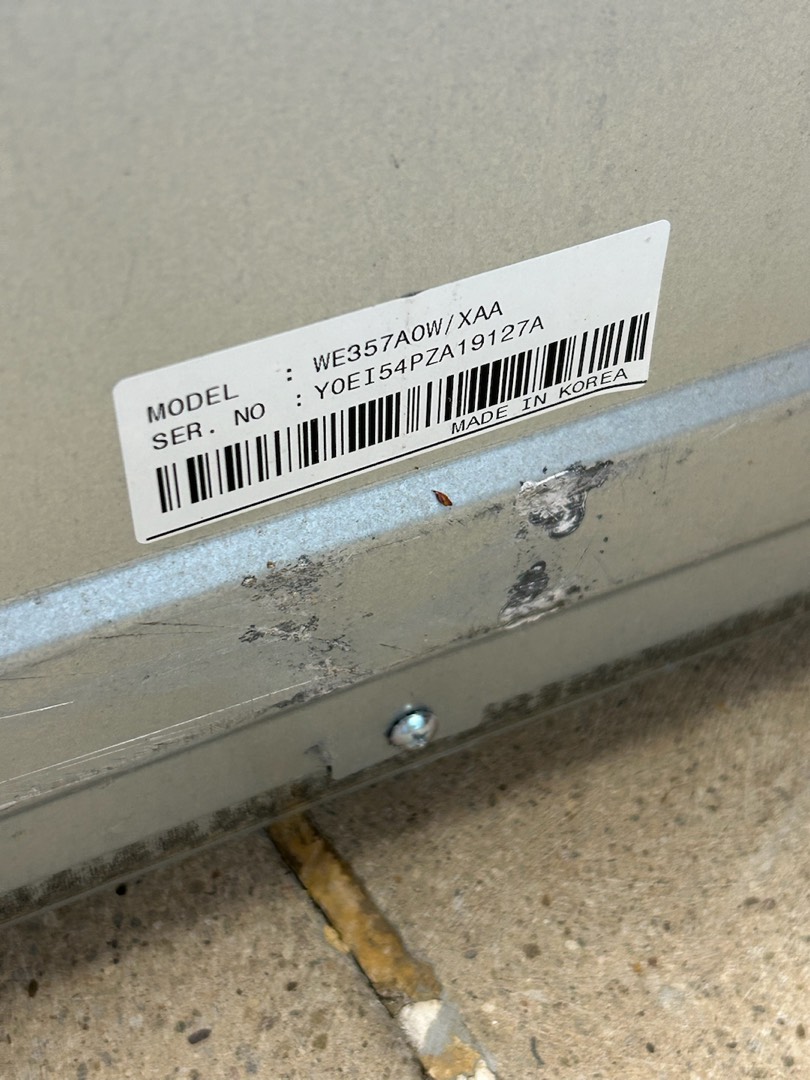 MODEL : WE357A0W/XAA
SER. NO : Y0EI54PZA19127A
MADE IN KOREA